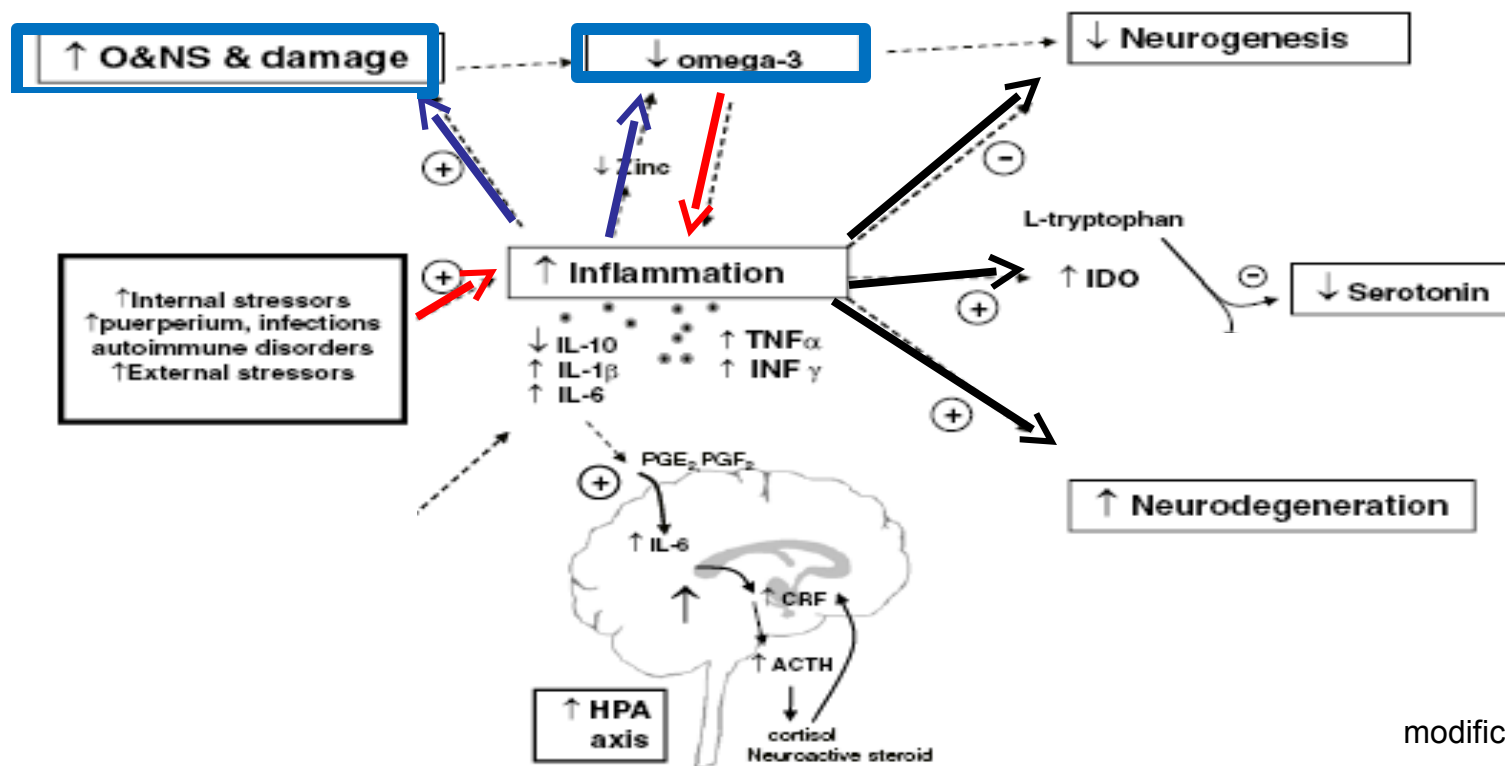 ↑ O&NS & damage
↓ omega-3
↓ Neurogenesis
+
↓ Zinc
−
L-tryptophan
↑Internal stressors
↑puerperium, infections
autoimmune disorders
↑External stressors
+
↑ Inflammation
↑ IDO
−
↓ Serotonin
+
↓ IL-10
↑ IL-1β
↑ IL-6
↑ TNFα
↑ INF γ
+
PGE₂ PGF₂
+
↑ Neurodegeneration
↑ IL-6
↑
↑ CRF
↑ ACTH
↑ HPA
axis
cortisol
Neuroactive steroid
modific